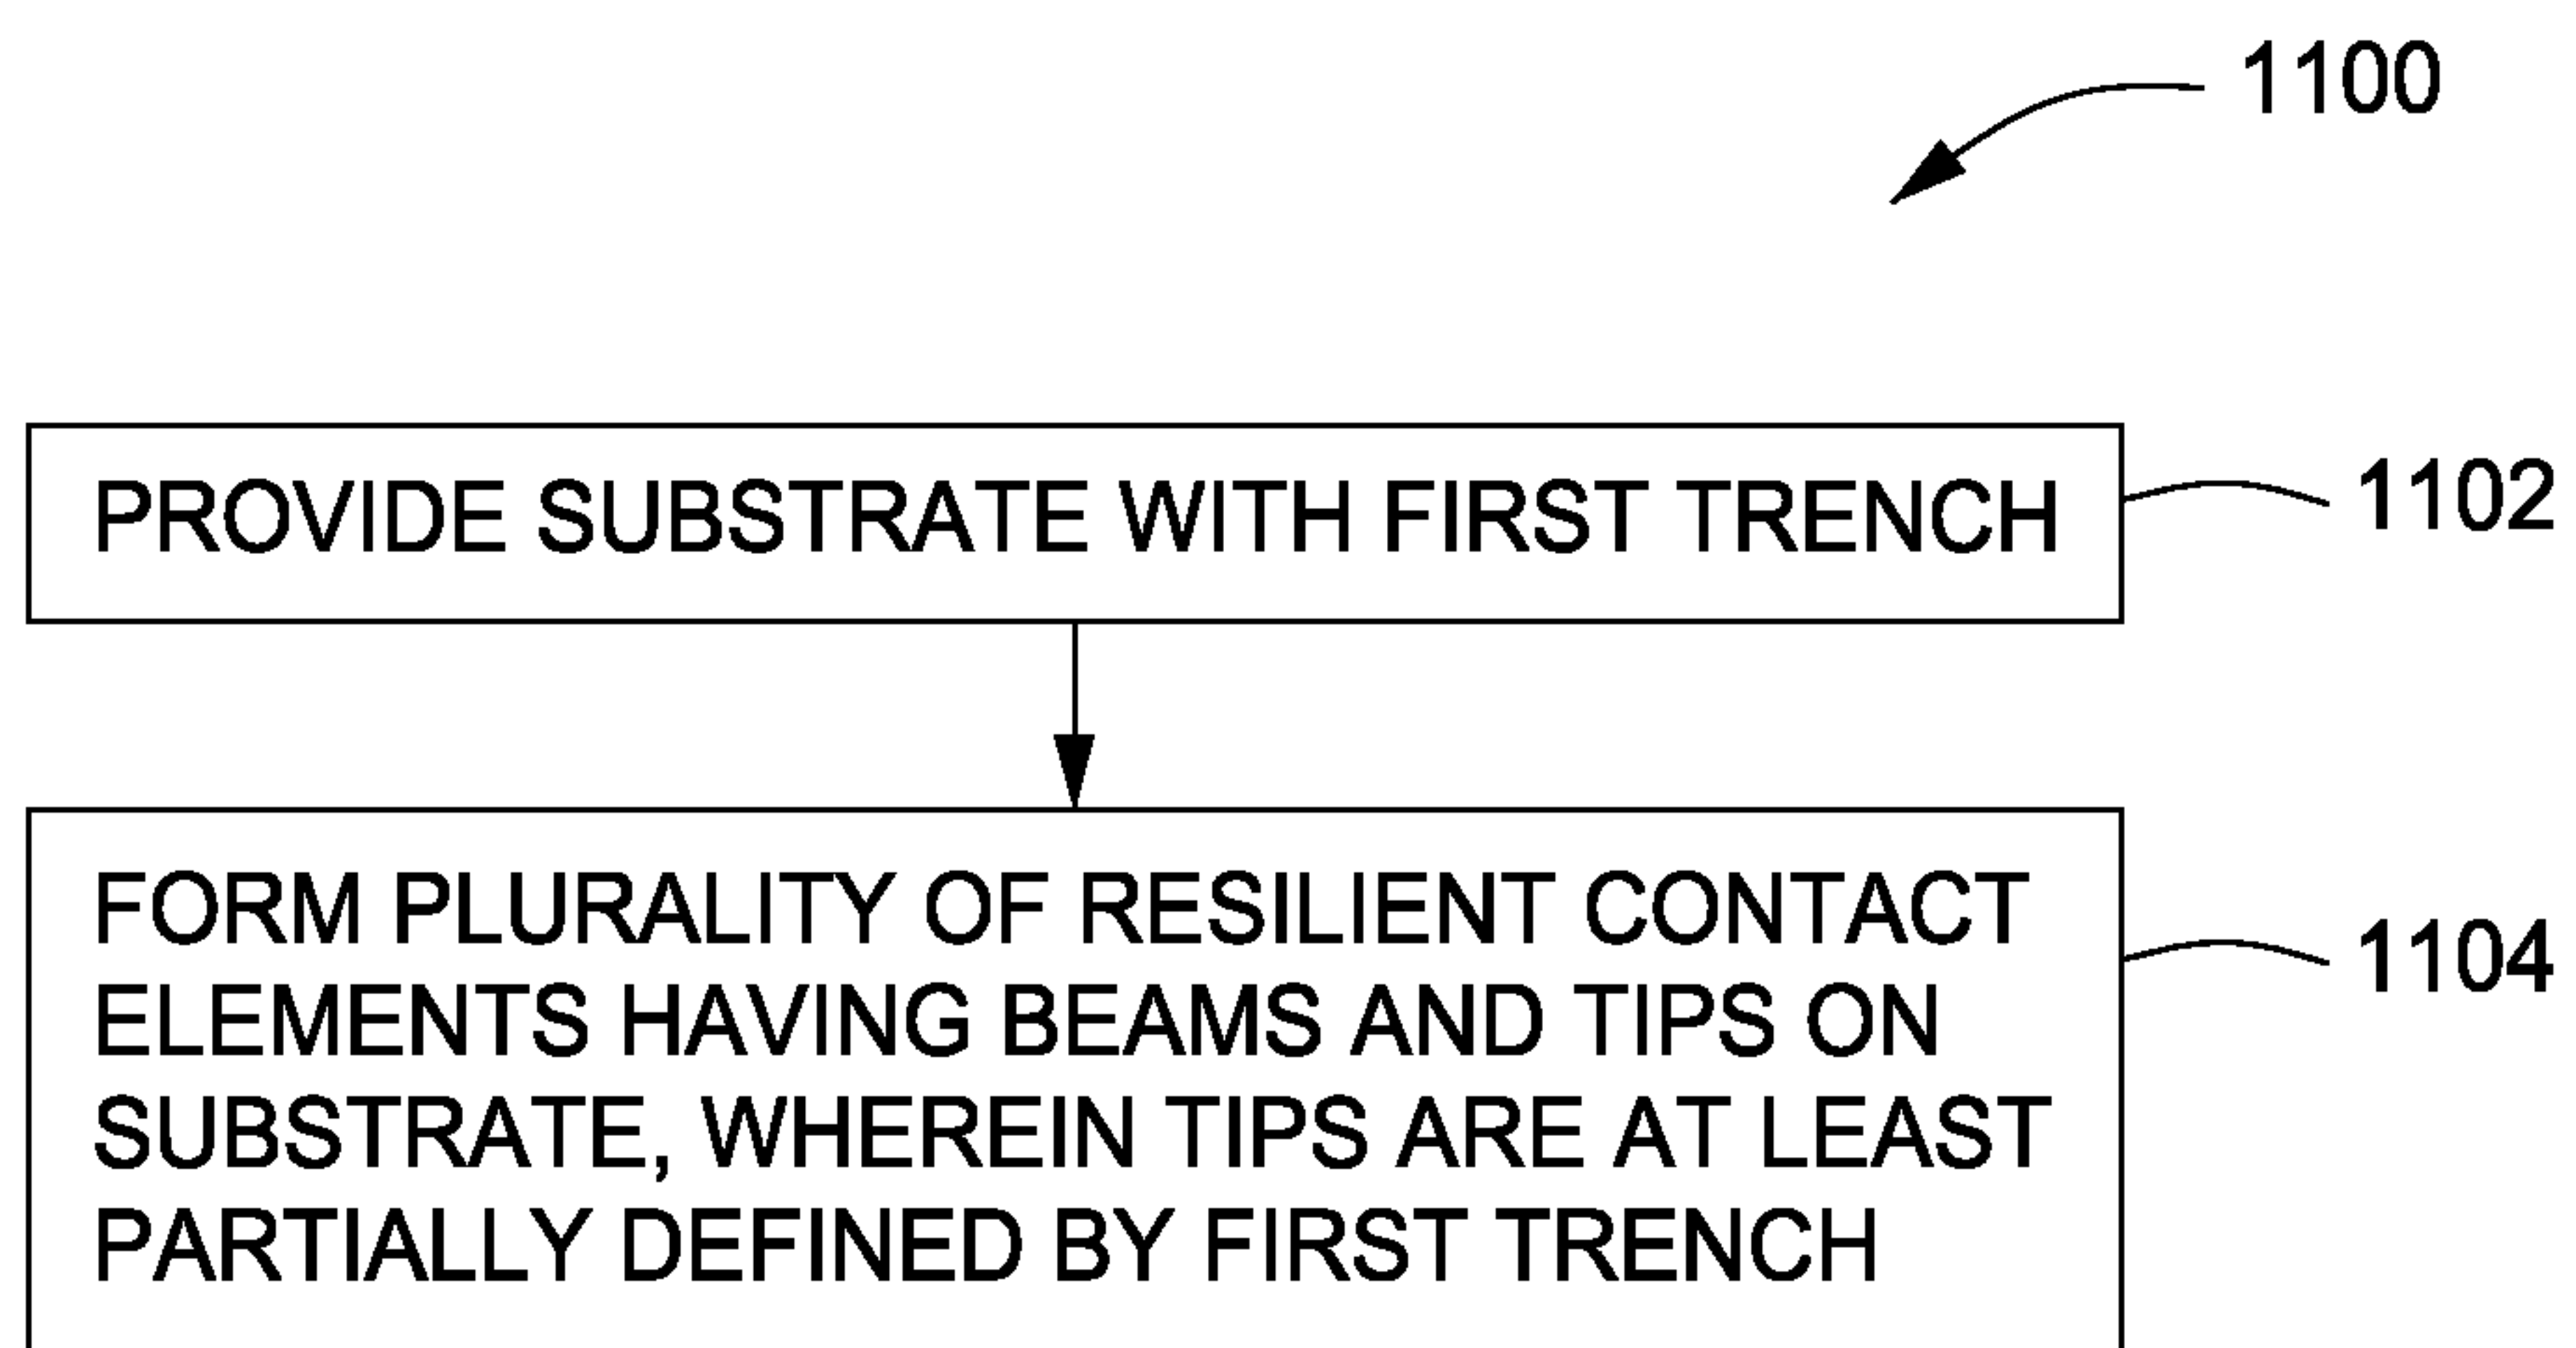 1100
PROVIDE SUBSTRATE WITH FIRST TRENCH
1102
FORM PLURALITY OF RESILIENT CONTACT
ELEMENTS HAVING BEAMS AND TIPS ON
SUBSTRATE, WHEREIN TIPS ARE AT LEAST
PARTIALLY DEFINED BY FIRST TRENCH
1104